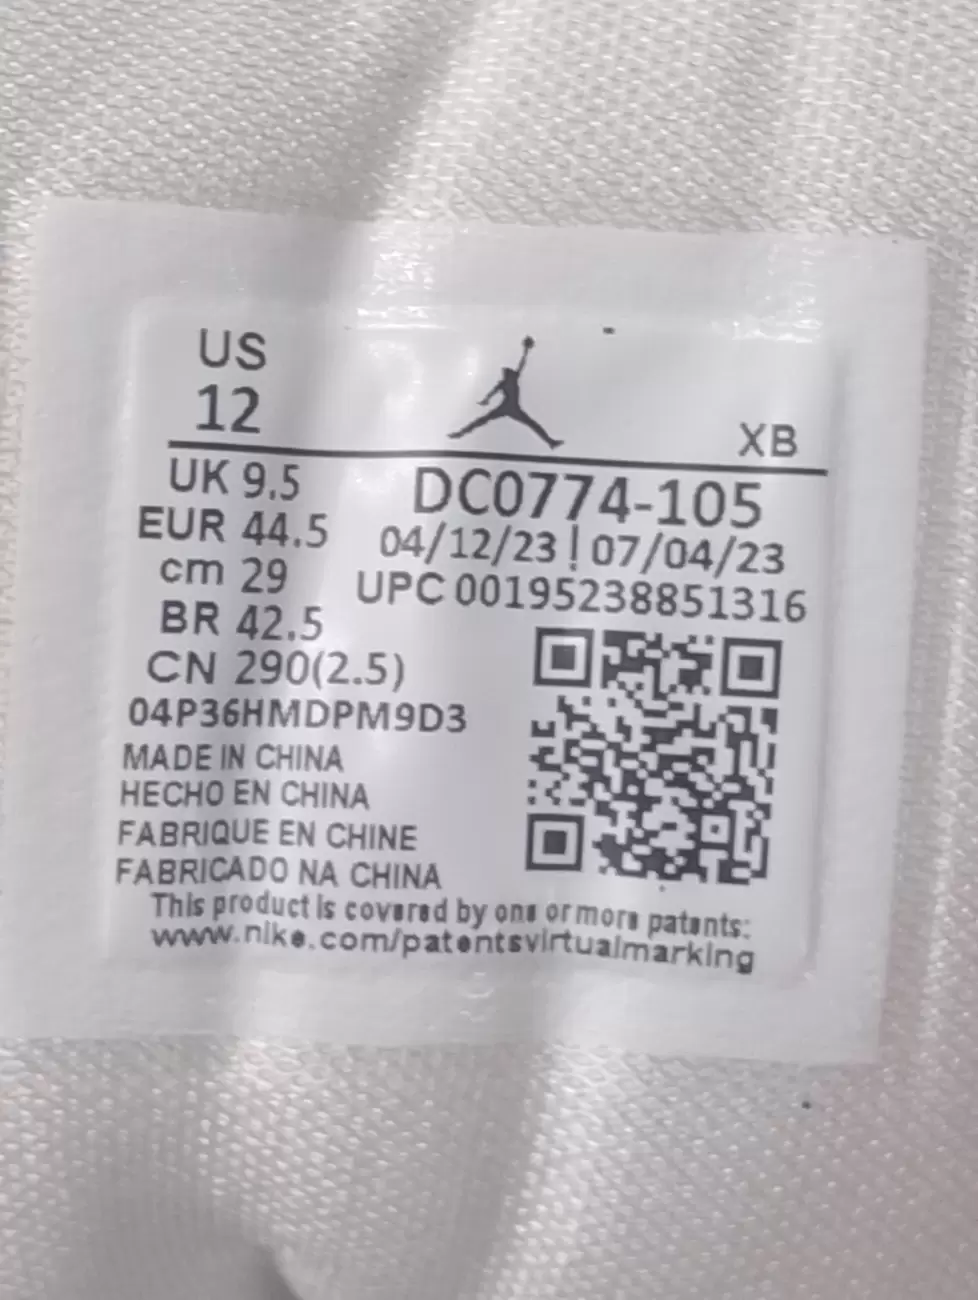 US
12
XB
UK 9.5
DC0774-105
EUR 44.5
04/12/23 | 07/04/23
cm 29
UPC 00195238851316
BR 42.5
CN 290(2.5)
04P36HMDPM9D3
MADE IN CHINA
HECHO EN CHINA
FABRIQUE EN CHINE
FABRICADO NA CHINA
This product is covered by one or more patents:
www.nike.com/patentsvirtualmarking